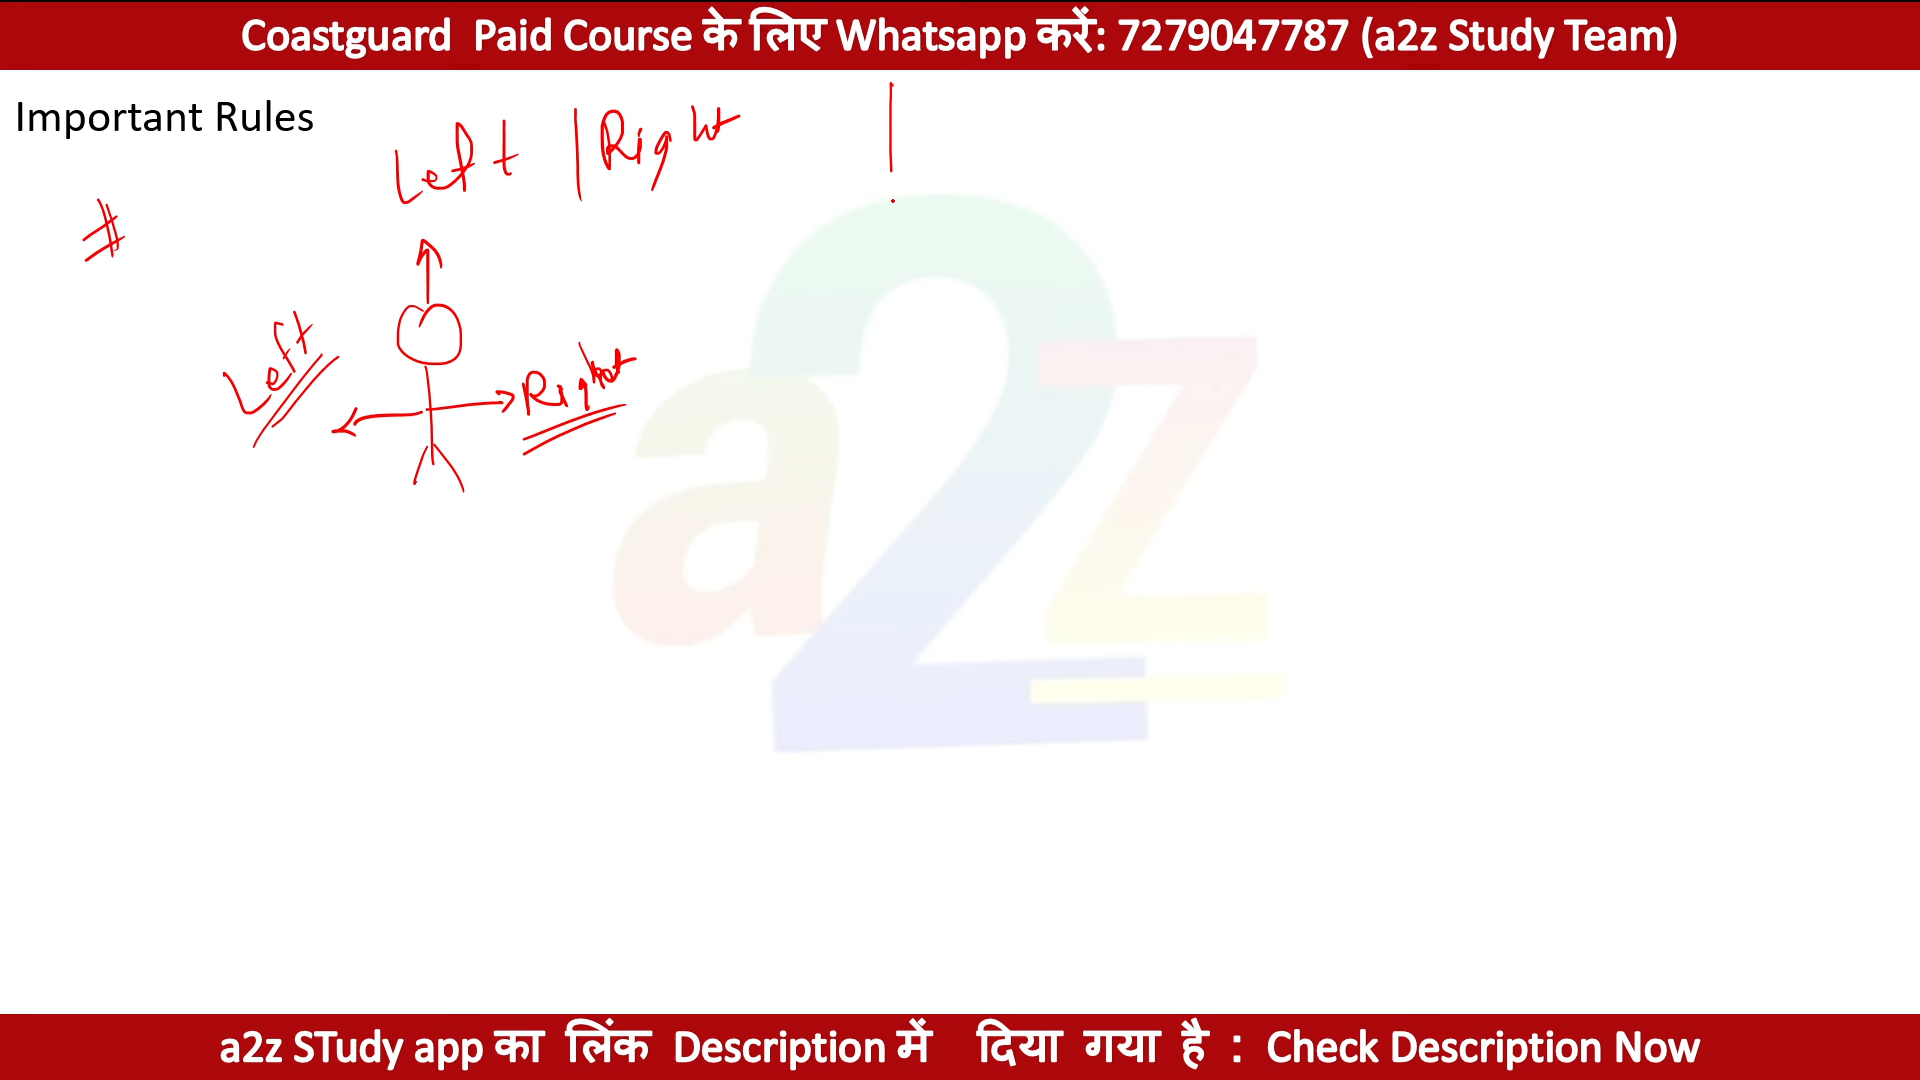 Coastguard Paid Course के लिए Whatsapp करें: 7279047787 (a2z Study Team)
Important Rules
Left | Right
#
Left
Right
a2z
a2z STudy app का लिंक Description में दिया गया है : Check Description Now